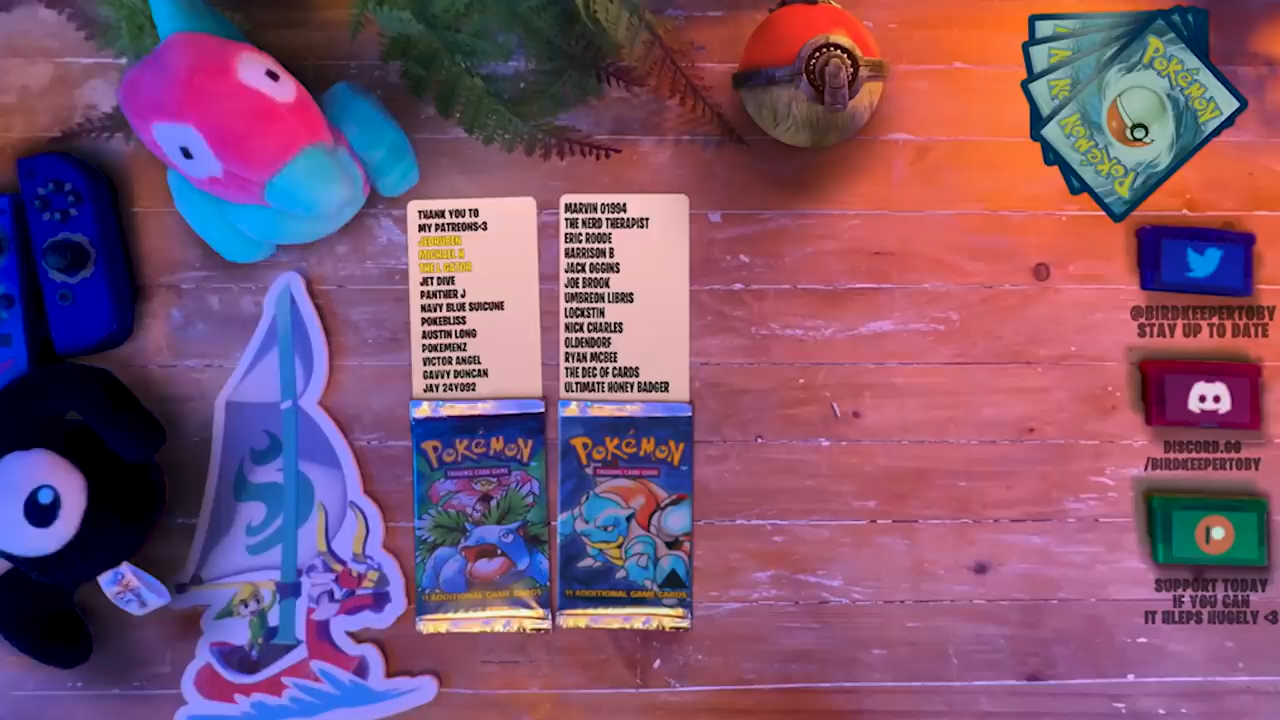 THANK YOU TO
MY PATREONS<3
JEDRUBEN
MICHAEL H
THE L GATOR
JET DIVE
PANTHER J
NAVY BLUE SUICUNE
POKEBLISS
AUSTIN LONG
POKEMENZ
VICTOR ANGEL
GAVVY DUNCAN
JAY 24Y092
MARVIN 01994
THE NERD THERAPIST
ERIC ROODE
HARRISON B
JACK OGGINS
JOE BROOK
UMBREON LIBRIS
LOCKSTIN
NICK CHARLES
OLDENDORF
RYAN MCBEE
THE DEC OF CARDS
ULTIMATE HONEY BADGER
POKéMON
TRADING CARD GAME
11 ADDITIONAL GAME CARDS
POKéMON
TRADING CARD GAME
11 ADDITIONAL GAME CARDS
POKéMON
POKéMON
@BIRDKEEPERTOBY
STAY UP TO DATE
DISCORD.GG
/BIRDKEEPERTOBY
SUPPORT TODAY
IF YOU CAN
IT HLEPS HUGELY <3